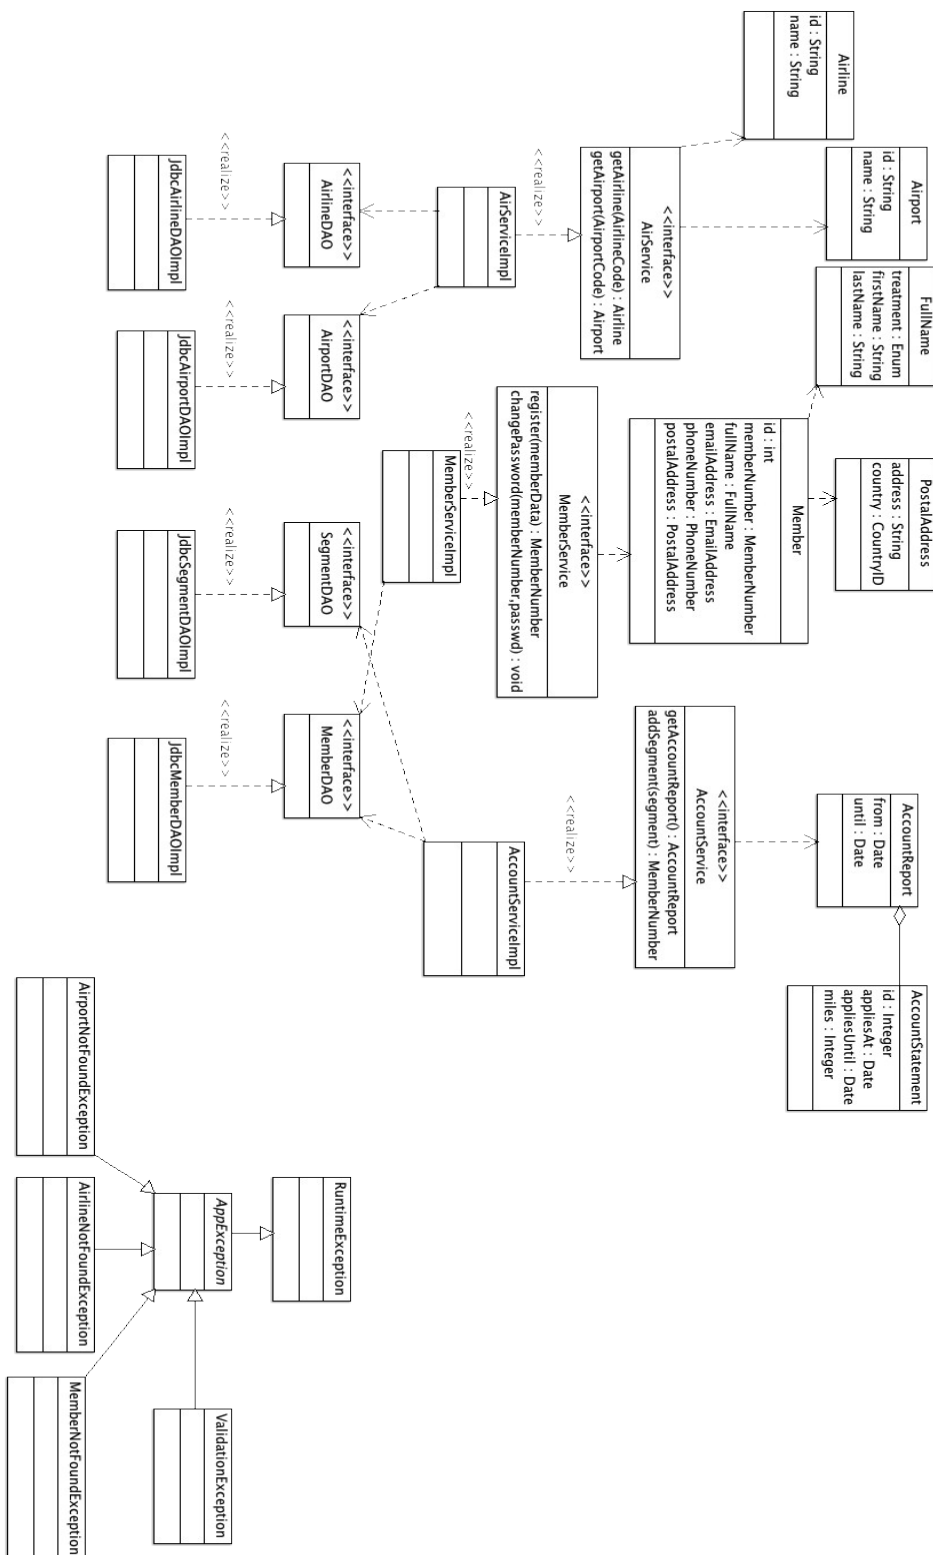 Airline
id : String
name : String
Airport
id : String
name : String
FullName
treatment : Enum
firstName : String
lastName : String
PostalAddress
address : String
country : CountryID
AccountReport
from : Date
until : Date
AccountStatement
id : Integer
appliesAt : Date
appliesUntil : Date
miles : Integer
Member
id : int
memberNumber : MemberNumber
fullName : FullName
emailAddress : EmailAddress
phoneNumber : PhoneNumber
postalAddress : PostalAddress
<<interface>>
AirService
getAirline(AirlineCode) : Airline
getAirport(AirportCode) : Airport
<<interface>>
MemberService
register(memberData) : MemberNumber
changePassword(memberNumber,passwd) : void
<<interface>>
AccountService
getAccountReport() : AccountReport
addSegment(segment) : MemberNumber
<<realize>>
<<realize>>
<<realize>>
AirServiceImpl
MemberServiceImpl
AccountServiceImpl
<<interface>>
AirlineDAO
<<interface>>
AirportDAO
<<interface>>
SegmentDAO
<<interface>>
MemberDAO
<<realize>>
<<realize>>
<<realize>>
<<realize>>
JdbcAirlineDAOImpl
JdbcAirportDAOImpl
JdbcSegmentDAOImpl
JdbcMemberDAOImpl
RuntimeException
AppException
ValidationException
AirportNotFoundException
AirlineNotFoundException
MemberNotFoundException